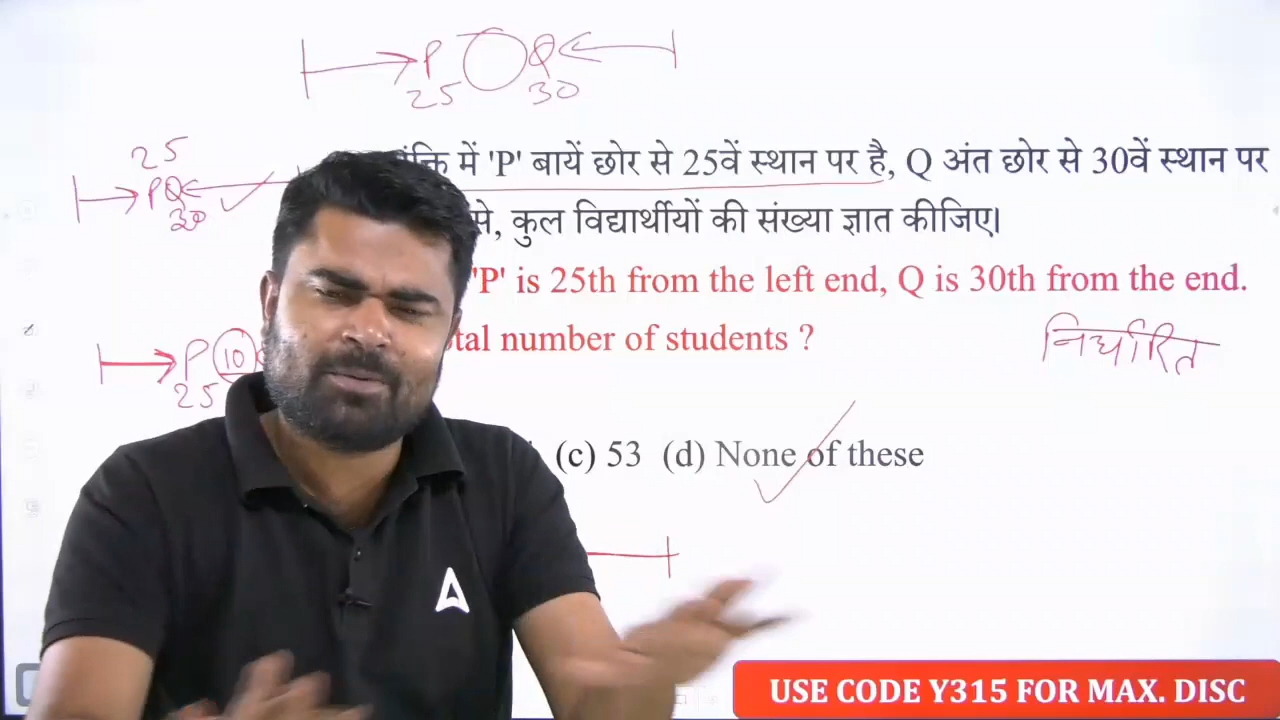 P Q
25 30
25
PQ
30
में 'P' बायें छोर से 25वें स्थान पर है, Q अंत छोर से 30वें स्थान पर
से, कुल विद्यार्थीयों की संख्या ज्ञात कीजिए।
'P' is 25th from the left end, Q is 30th from the end.
number of students ?
निर्धारित
P 10
25
(c) 53 (d) None of these
USE CODE Y315 FOR MAX. DISC